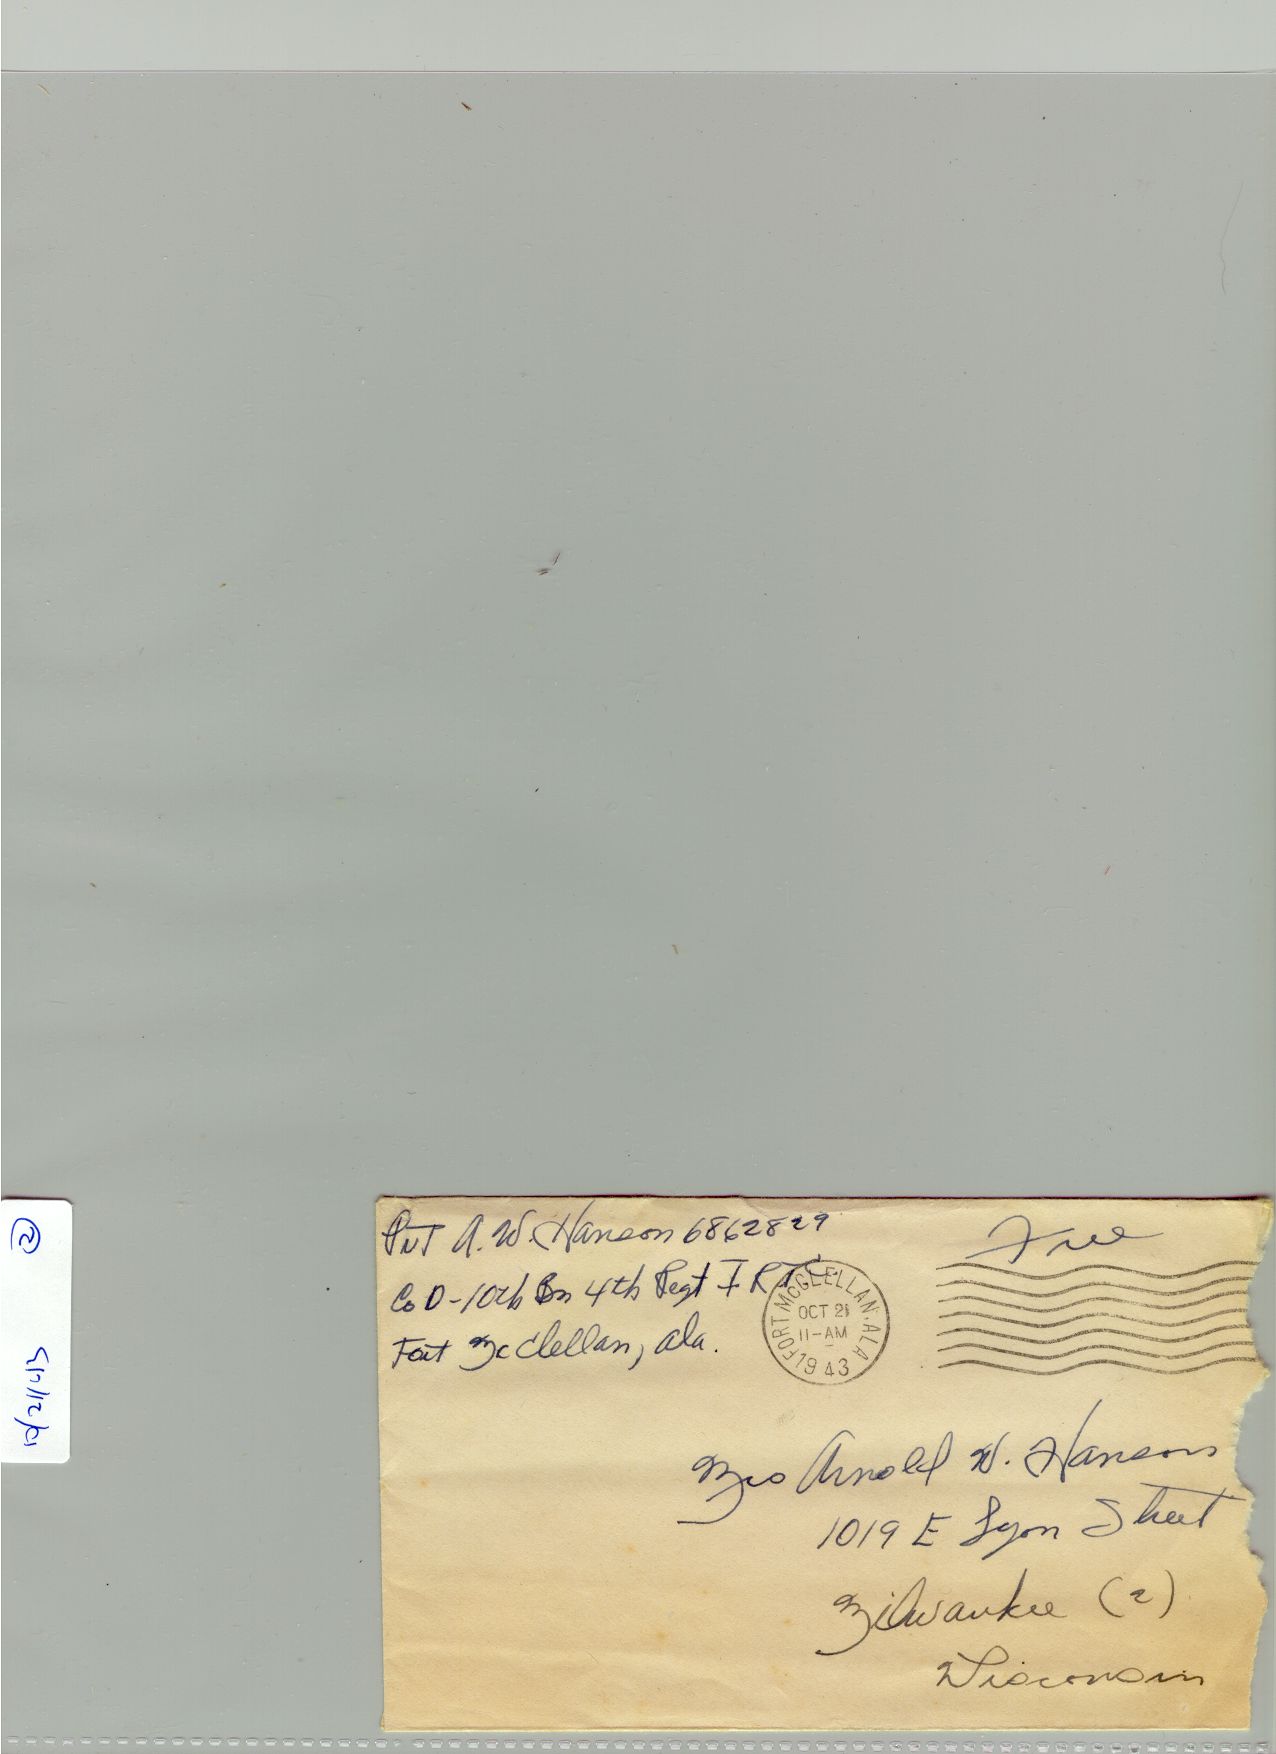 Pvt A. W. Hanson 6862829
Co D-10th Bn 4th Regt I R T C.
Fort McClellan, Ala.
Free
FORT MCCLELLAN, ALA
OCT 21
11-AM
1943
Mrs Arnold W. Hanson
1019 E Lyon Street
Milwaukee (2)
Wisconsin
2
10/21/43